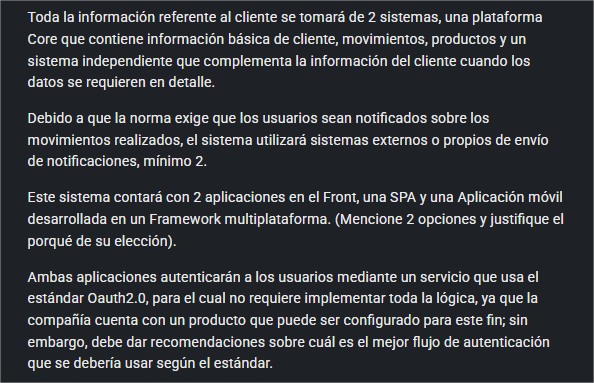 Toda la información referente al cliente se tomará de 2 sistemas, una plataforma
Core que contiene información básica de cliente, movimientos, productos y un
sistema independiente que complementa la información del cliente cuando los
datos se requieren en detalle.
Debido a que la norma exige que los usuarios sean notificados sobre los
movimientos realizados, el sistema utilizará sistemas externos o propios de envío
de notificaciones, mínimo 2.
Este sistema contará con 2 aplicaciones en el Front, una SPA y una Aplicación móvil
desarrollada en un Framework multiplataforma. (Mencione 2 opciones y justifique el
porqué de su elección).
Ambas aplicaciones autenticarán a los usuarios mediante un servicio que usa el
estándar Oauth2.0, para el cual no requiere implementar toda la lógica, ya que la
compañía cuenta con un producto que puede ser configurado para este fin; sin
embargo, debe dar recomendaciones sobre cuál es el mejor flujo de autenticación
que se debería usar según el estándar.